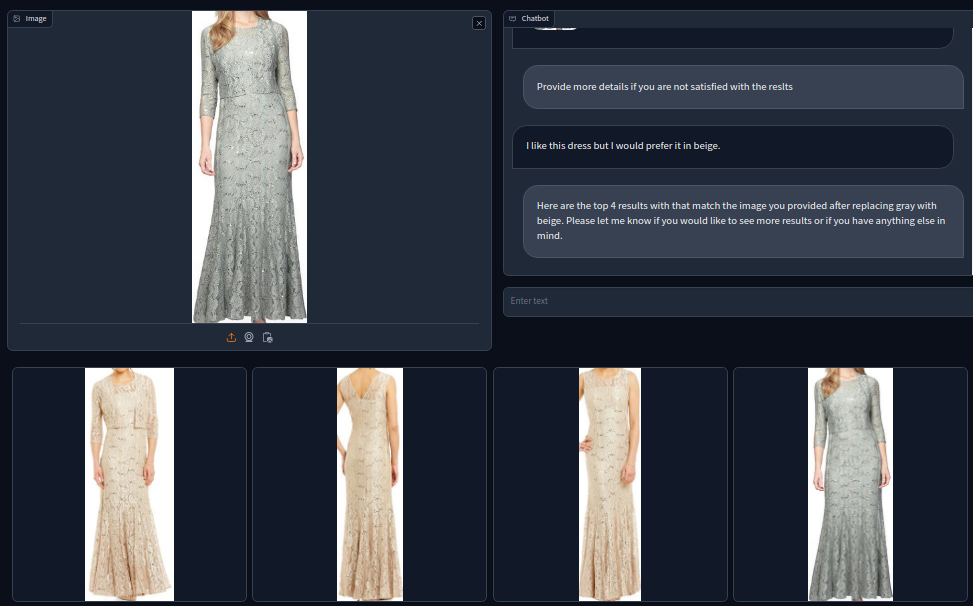 Image
Chatbot
Provide more details if you are not satisfied with the reslts
I like this dress but I would prefer it in beige.
Here are the top 4 results with that match the image you provided after replacing gray with
beige. Please let me know if you would like to see more results or if you have anything else in
mind.
Enter text